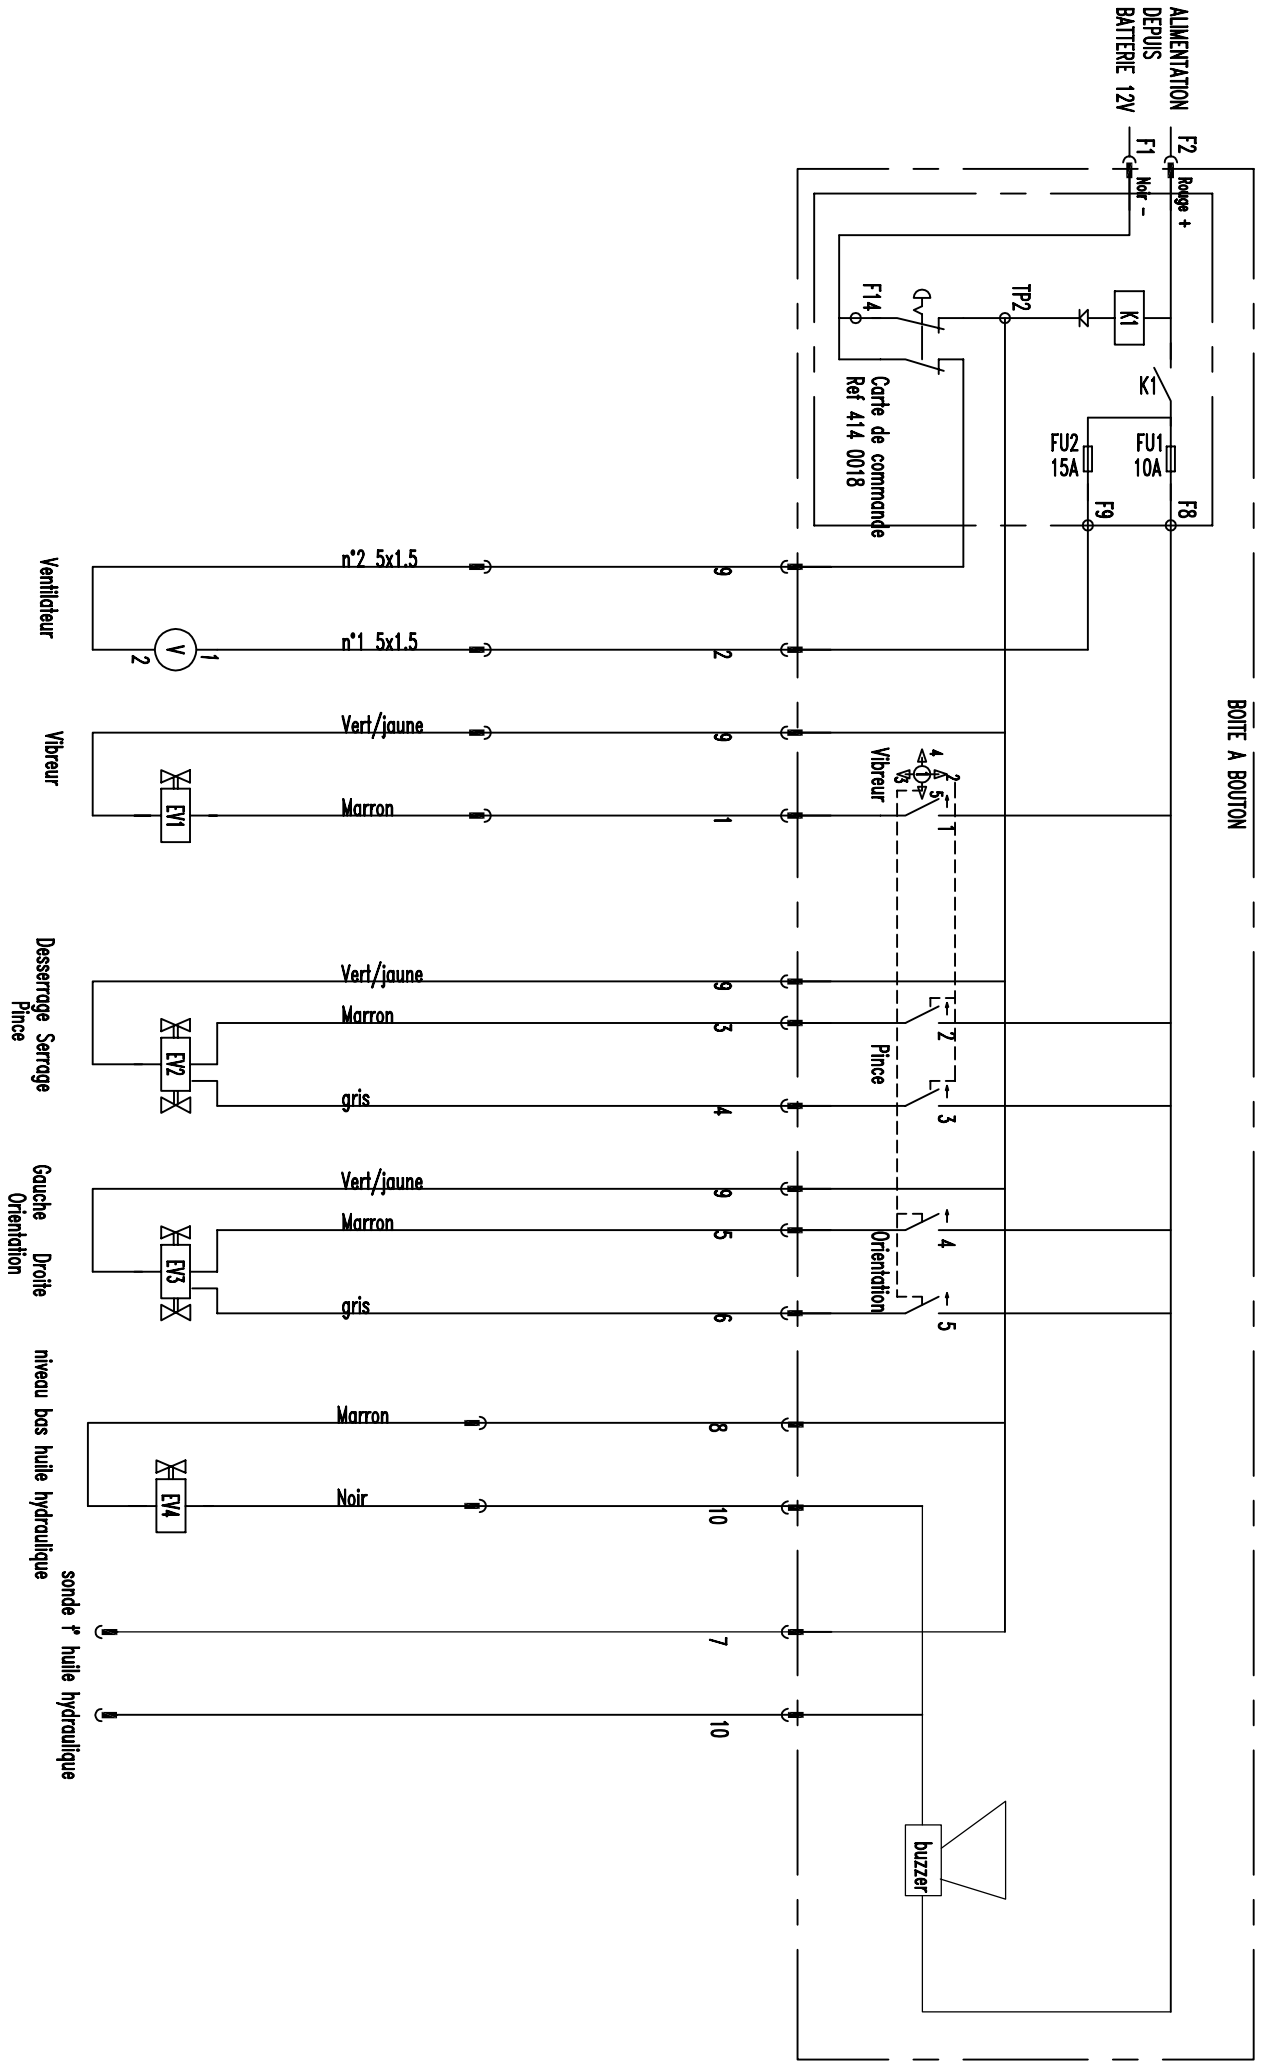 ALIMENTATION
DEPUIS
BATTERIE 12V
F2
F1
Rouge +
Noir -
BOITE A BOUTON
K1
K1
TP2
F14
FU1
10A
FU2
15A
F8
F9
Carte de commande
Ref 414 0018
4
2
1
3
5
Vibreur
1
2
Pince
3
4
Orientation
5
buzzer
9
2
9
1
9
3
4
9
5
6
8
10
7
10
n°2 5x1.5
n°1 5x1.5
Vert/jaune
Marron
Vert/jaune
Marron
gris
Vert/jaune
Marron
gris
Marron
Noir
V
1
2
EV1
EV2
EV3
EV4
Ventilateur
Vibreur
Desserrage Serrage
Pince
Gauche Droite
Orientation
niveau bas huile hydraulique
sonde t° huile hydraulique